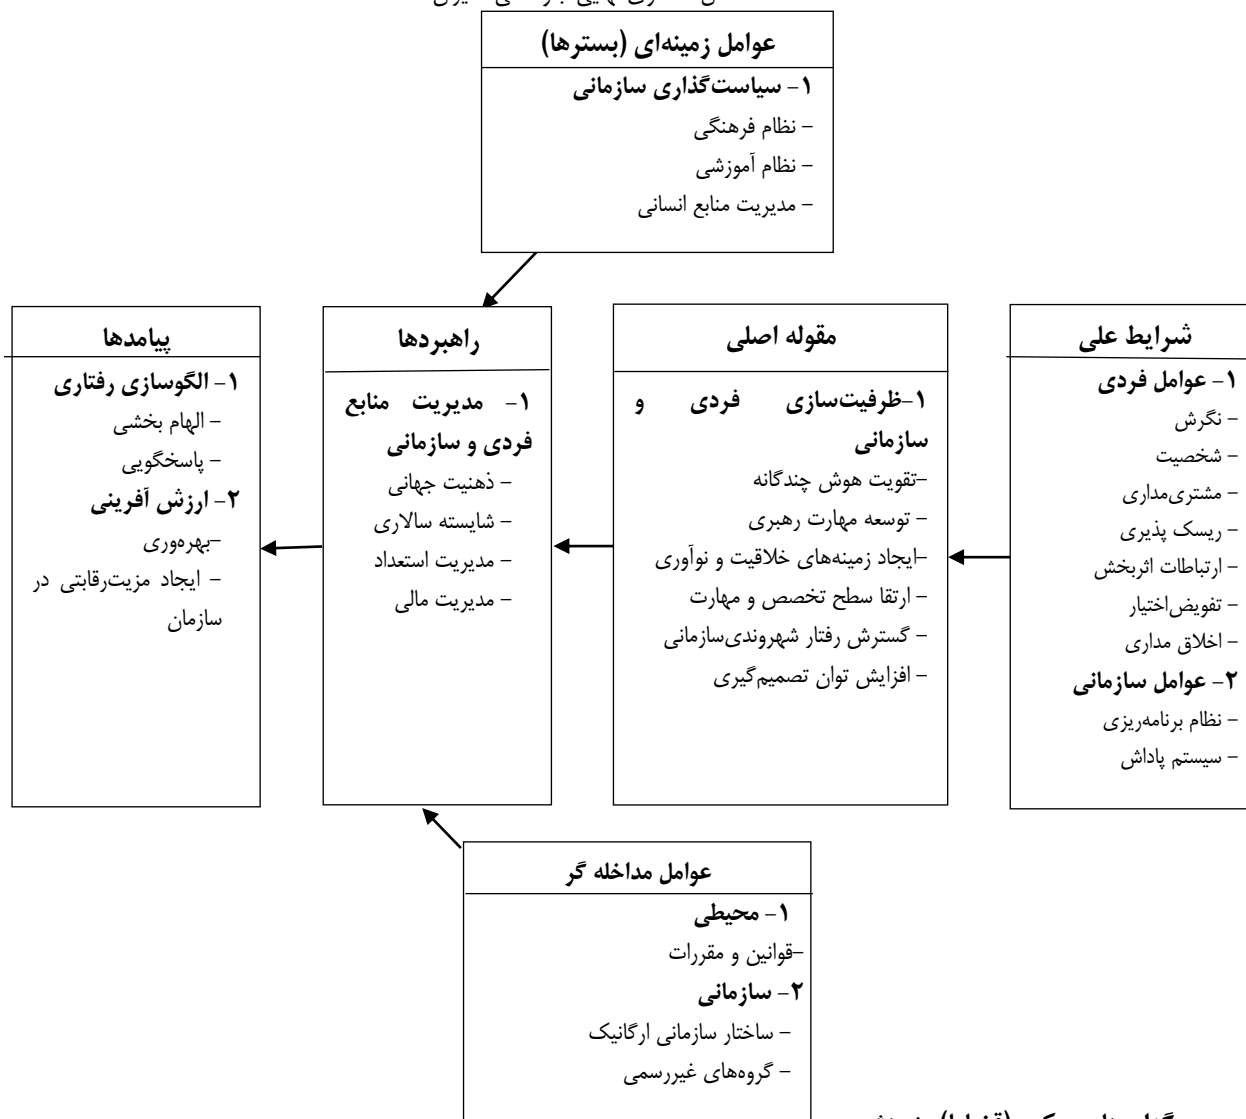 عوامل زمینه‌ای (بسترها)
۱- سیاست‌گذاری سازمانی
- نظام فرهنگی
- نظام آموزشی
- مدیریت منابع انسانی
شرایط علی
۱- عوامل فردی
- نگرش
- شخصیت
- مشتری‌مداری
- ریسک پذیری
- ارتباطات اثربخش
- تفویض‌اختیار
- اخلاق مداری
۲- عوامل سازمانی
- نظام برنامه‌ریزی
- سیستم پاداش
مقوله اصلی
۱-ظرفیت‌سازی فردی و
سازمانی
-تقویت هوش چندگانه
- توسعه مهارت رهبری
-ایجاد زمینه‌های خلاقیت و نوآوری
- ارتقا سطح تخصص و مهارت
- گسترش رفتار شهروندی‌سازمانی
- افزایش توان تصمیم‌گیری
راهبردها
۱- مدیریت منابع
فردی و سازمانی
- ذهنیت جهانی
- شایسته سالاری
- مدیریت استعداد
- مدیریت مالی
پیامدها
۱- الگوسازی رفتاری
- الهام بخشی
- پاسخگویی
۲- ارزش آفرینی
-بهره‌وری
- ایجاد مزیت‌رقابتی در
سازمان
عوامل مداخله گر
۱- محیطی
-قوانین و مقررات
۲- سازمانی
- ساختار سازمانی ارگانیک
- گروه‌های غیررسمی